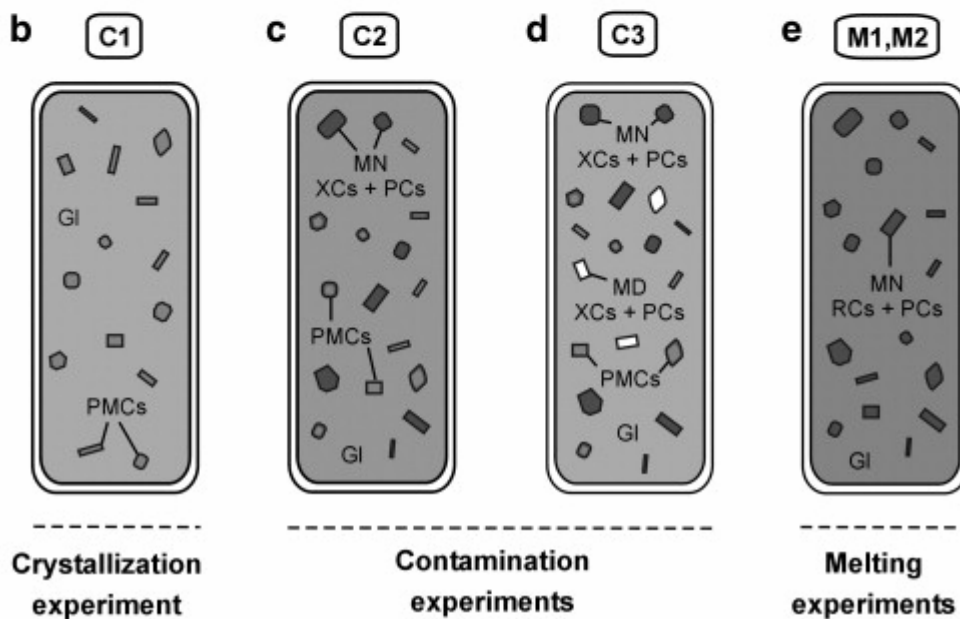 b C1
c C2
d C3
e M1,M2
Gl
PMCs
MN
XCs + PCs
PMCs
Gl
MN
XCs + PCs
MD
XCs + PCs
PMCs
Gl
MN
RCs + PCs
Gl
Crystallization
experiment
Contamination
experiments
Melting
experiments